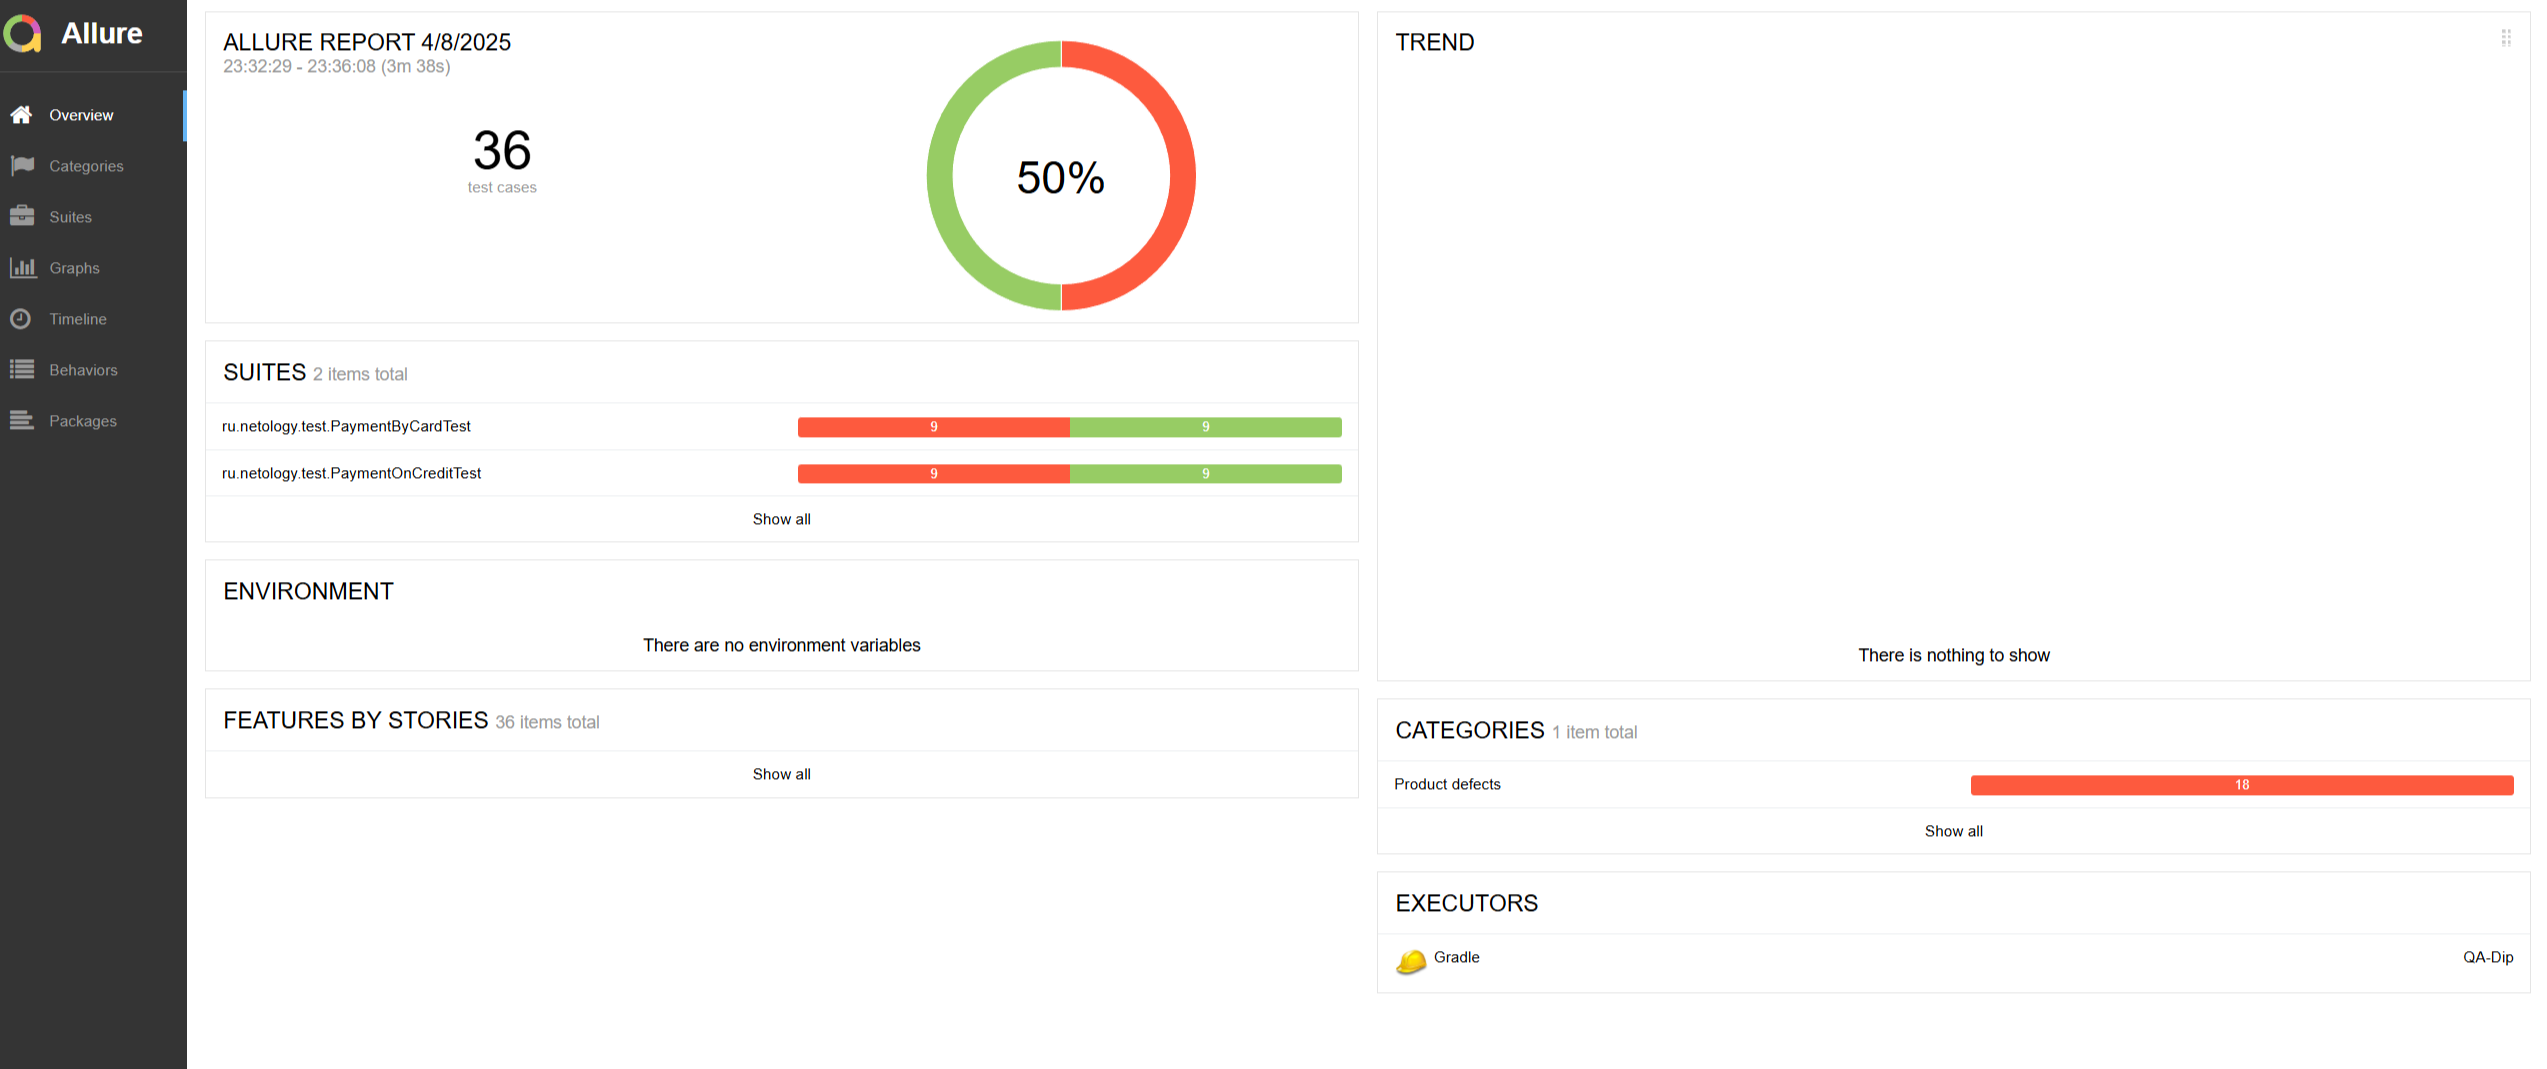 Allure
Overview
Categories
Suites
Graphs
Timeline
Behaviors
Packages
ALLURE REPORT 4/8/2025
23:32:29 - 23:36:08 (3m 38s)
36
test cases
50%
SUITES 2 items total
ru.netology.test.PaymentByCardTest 9 9
ru.netology.test.PaymentOnCreditTest 9 9
Show all
ENVIRONMENT
There are no environment variables
FEATURES BY STORIES 36 items total
Show all
TREND
There is nothing to show
CATEGORIES 1 item total
Product defects 18
Show all
EXECUTORS
Gradle QA-Dip